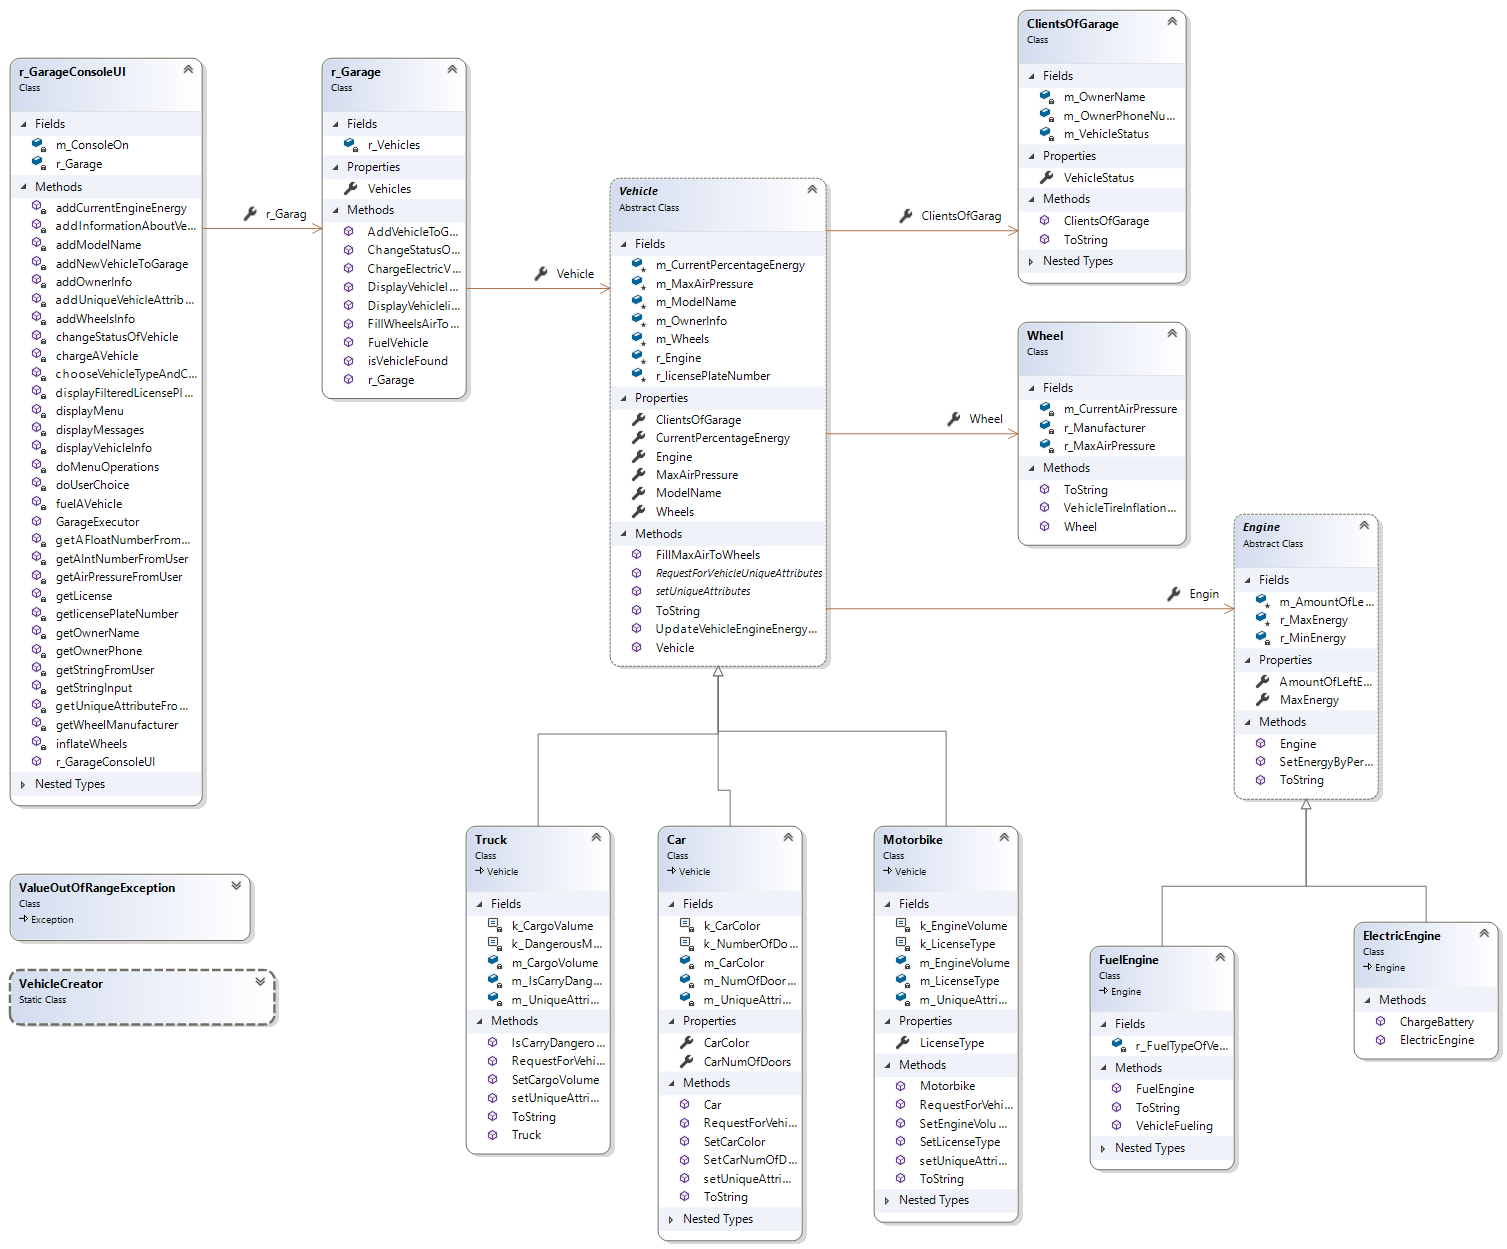 r_GarageConsoleUI
Class
Fields
m_ConsoleOn
r_Garage
Methods
addCurrentEngineEnergy
addInformationAboutVe...
addModelName
addNewVehicleToGarage
addOwnerInfo
addUniqueVehicleAttrib...
addWheelsInfo
changeStatusOfVehicle
chargeAVehicle
chooseVehicleTypeAndC...
displayFilteredLicensePl...
displayMenu
displayMessages
displayVehicleInfo
doMenuOperations
doUserChoice
fuelAVehicle
GarageExecutor
getAFloatNumberFrom...
getAIntNumberFromUser
getAirPressureFromUser
getLicense
getlicensePlateNumber
getOwnerName
getOwnerPhone
getStringFromUser
getStringInput
getUniqueAttributeFro...
getWheelManufacturer
inflateWheels
r_GarageConsoleUI
Nested Types
r_Garag
r_Garage
Class
Fields
r_Vehicles
Properties
Vehicles
Methods
AddVehicleToG...
ChangeStatusO...
ChargeElectricV...
DisplayVehicleI...
DisplayVehicleli...
FillWheelsAirTo...
FuelVehicle
isVehicleFound
r_Garage
Vehicle
Vehicle
Abstract Class
Fields
m_CurrentPercentageEnergy
m_MaxAirPressure
m_ModelName
m_OwnerInfo
m_Wheels
r_Engine
r_licensePlateNumber
Properties
ClientsOfGarage
CurrentPercentageEnergy
Engine
MaxAirPressure
ModelName
Wheels
Methods
FillMaxAirToWheels
RequestForVehicleUniqueAttributes
setUniqueAttributes
ToString
UpdateVehicleEngineEnergy...
Vehicle
ClientsOfGarag
ClientsOfGarage
Class
Fields
m_OwnerName
m_OwnerPhoneNu...
m_VehicleStatus
Properties
VehicleStatus
Methods
ClientsOfGarage
ToString
Nested Types
Wheel
Wheel
Class
Fields
m_CurrentAirPressure
r_Manufacturer
r_MaxAirPressure
Methods
ToString
VehicleTireInflation...
Wheel
Engin
Engine
Abstract Class
Fields
m_AmountOfLe...
r_MaxEnergy
r_MinEnergy
Properties
AmountOfLeftE...
MaxEnergy
Methods
Engine
SetEnergyByPer...
ToString
ValueOutOfRangeException
Class
Exception
VehicleCreator
Static Class
Truck
Class
Vehicle
Fields
k_CargoValume
k_DangerousM...
m_CargoVolume
m_IsCarryDang...
m_UniqueAttri...
Methods
IsCarryDangero...
RequestForVehi...
SetCargoVolume
setUniqueAttri...
ToString
Truck
Car
Class
Vehicle
Fields
k_CarColor
k_NumberOfDo...
m_CarColor
m_NumOfDoor...
m_UniqueAttri...
Properties
CarColor
CarNumOfDoors
Methods
Car
RequestForVehi...
SetCarColor
SetCarNumOfD...
setUniqueAttri...
ToString
Nested Types
Motorbike
Class
Vehicle
Fields
k_EngineVolume
k_LicenseType
m_EngineVolume
m_LicenseType
m_UniqueAttri...
Properties
LicenseType
Methods
Motorbike
RequestForVehi...
SetEngineVolu...
SetLicenseType
setUniqueAttri...
ToString
Nested Types
FuelEngine
Class
Engine
Fields
r_FuelTypeOfVe...
Methods
FuelEngine
ToString
VehicleFueling
Nested Types
ElectricEngine
Class
Engine
Methods
ChargeBattery
ElectricEngine